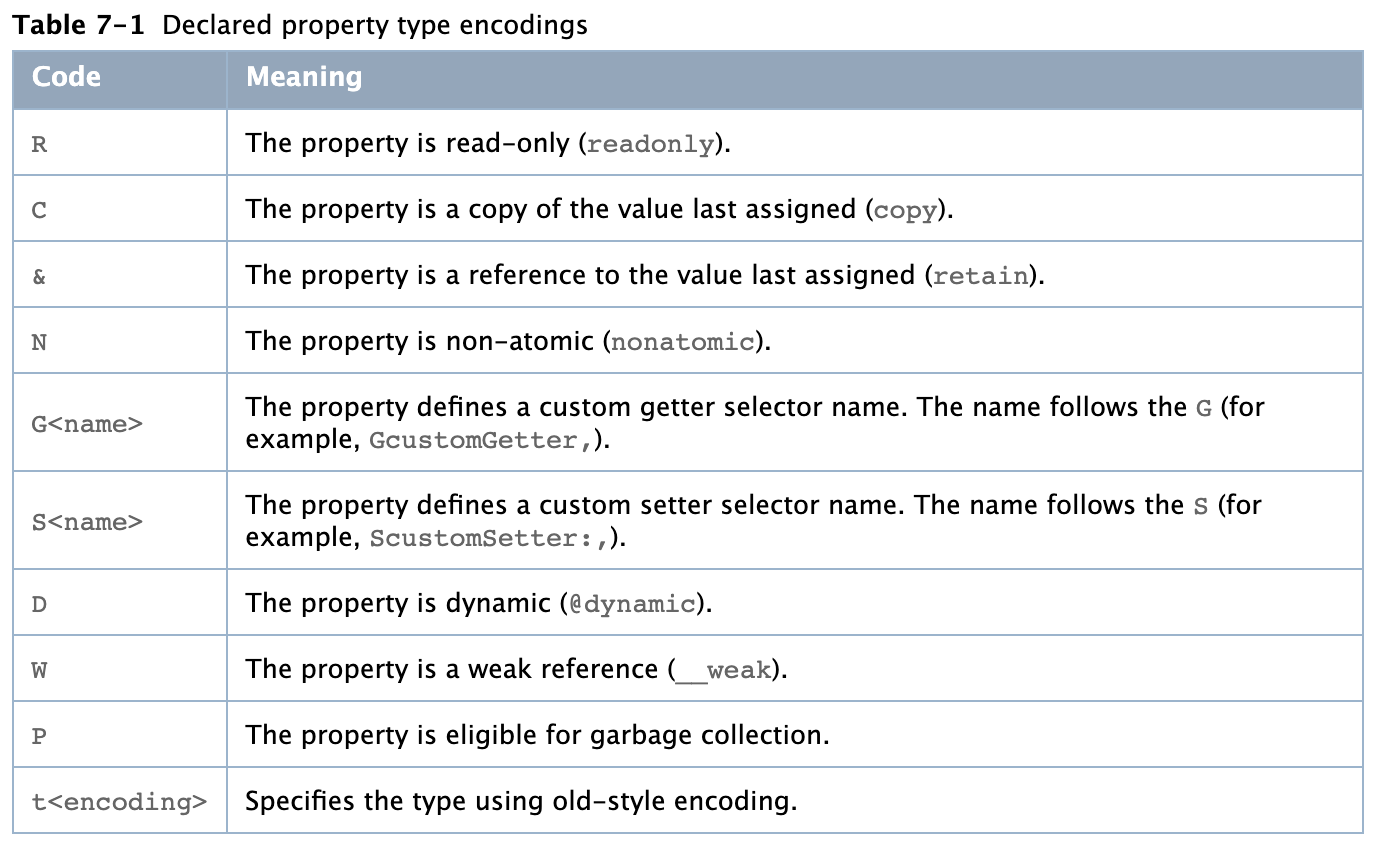 Table 7-1 Declared property type encodings
Code Meaning
R The property is read-only (readonly).
C The property is a copy of the value last assigned (copy).
& The property is a reference to the value last assigned (retain).
N The property is non-atomic (nonatomic).
G<name> The property defines a custom getter selector name. The name follows the G (for
example, GcustomGetter,).
S<name> The property defines a custom setter selector name. The name follows the S (for
example, ScustomSetter:,).
D The property is dynamic (@dynamic).
W The property is a weak reference (__weak).
P The property is eligible for garbage collection.
t<encoding> Specifies the type using old-style encoding.